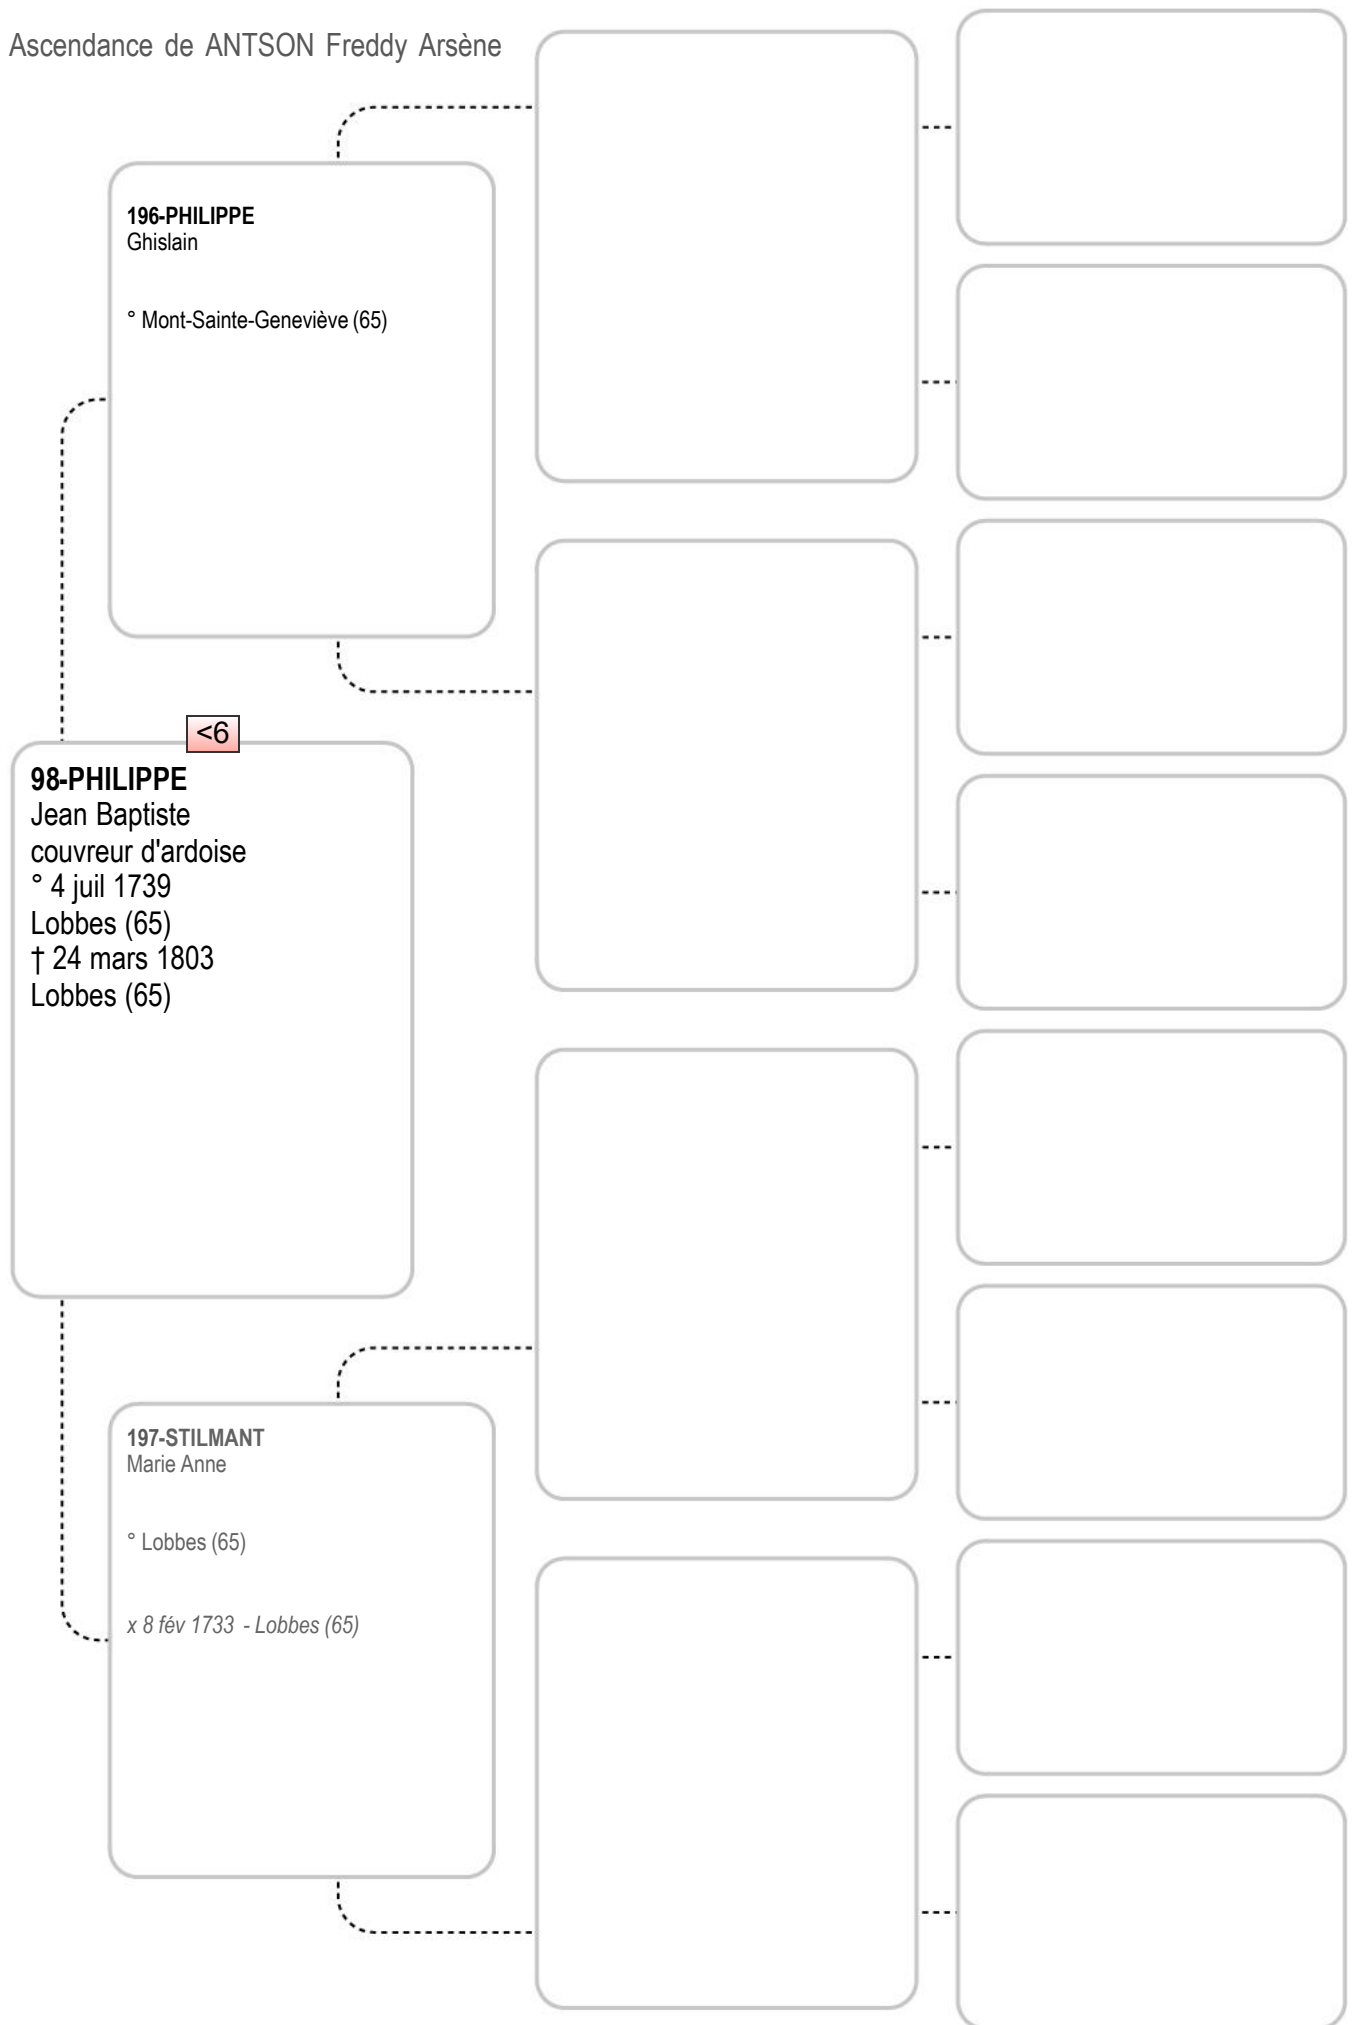 Ascendance de ANTSON Freddy Arsène
196-PHILIPPE
Ghislain
° Mont-Sainte-Geneviève (65)
<6
98-PHILIPPE
Jean Baptiste
couvreur d'ardoise
° 4 juil 1739
Lobbes (65)
† 24 mars 1803
Lobbes (65)
197-STILMANT
Marie Anne
° Lobbes (65)
x 8 fév 1733 - Lobbes (65)